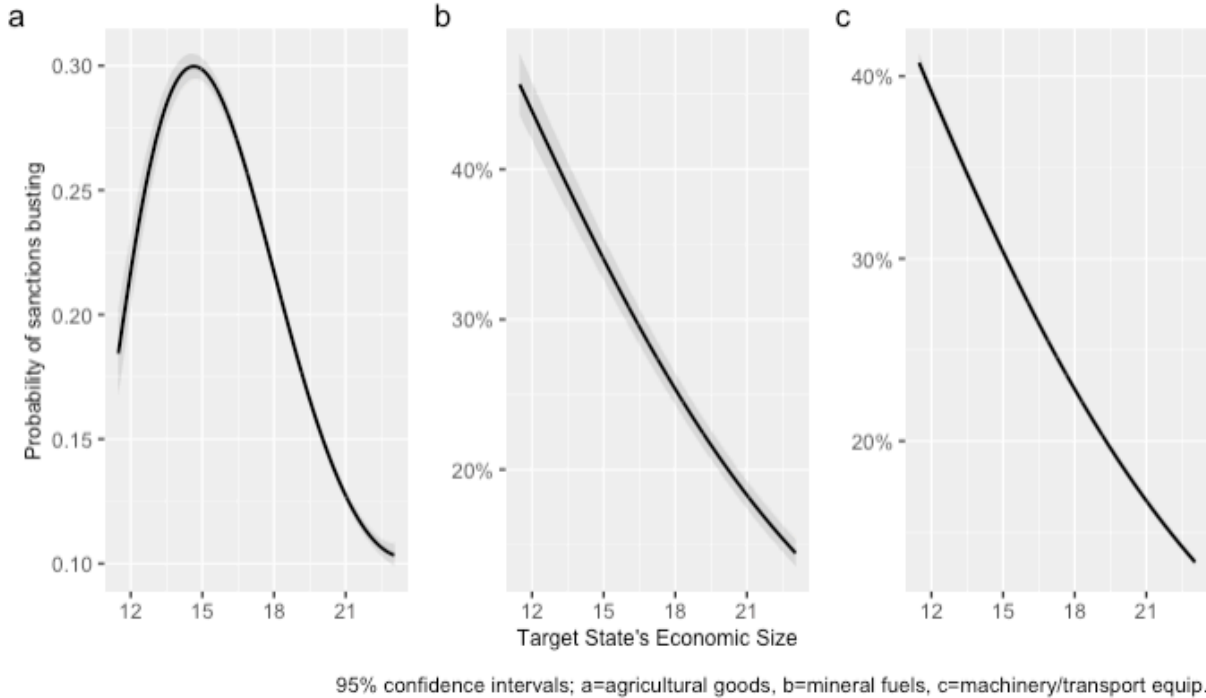 a
b
c
Probability of sanctions busting
0.30
0.25
0.20
0.15
0.10
12 15 18 21
40%
30%
20%
12 15 18 21
40%
30%
20%
12 15 18 21
Target State's Economic Size
95% confidence intervals; a=agricultural goods, b=mineral fuels, c=machinery/transport equip.